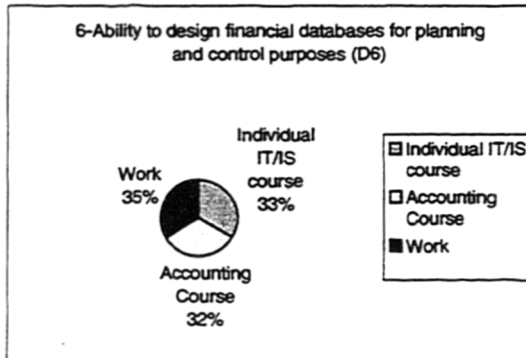 6-Ability to design financial databases for planning
and control purposes (D6)
Individual
IT/IS
course
33%
Work
35%
Accounting
Course
32%
Individual IT/IS
course
Accounting
Course
Work